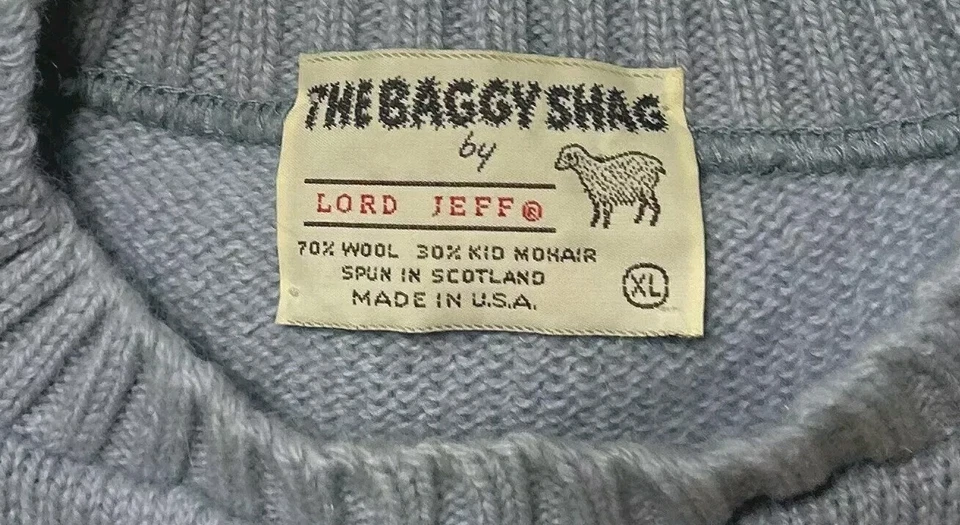 THE BAGGY SHAG
by
LORD JEFF®
70% WOOL 30% KID MOHAIR
SPUN IN SCOTLAND
MADE IN U.S.A.
XL